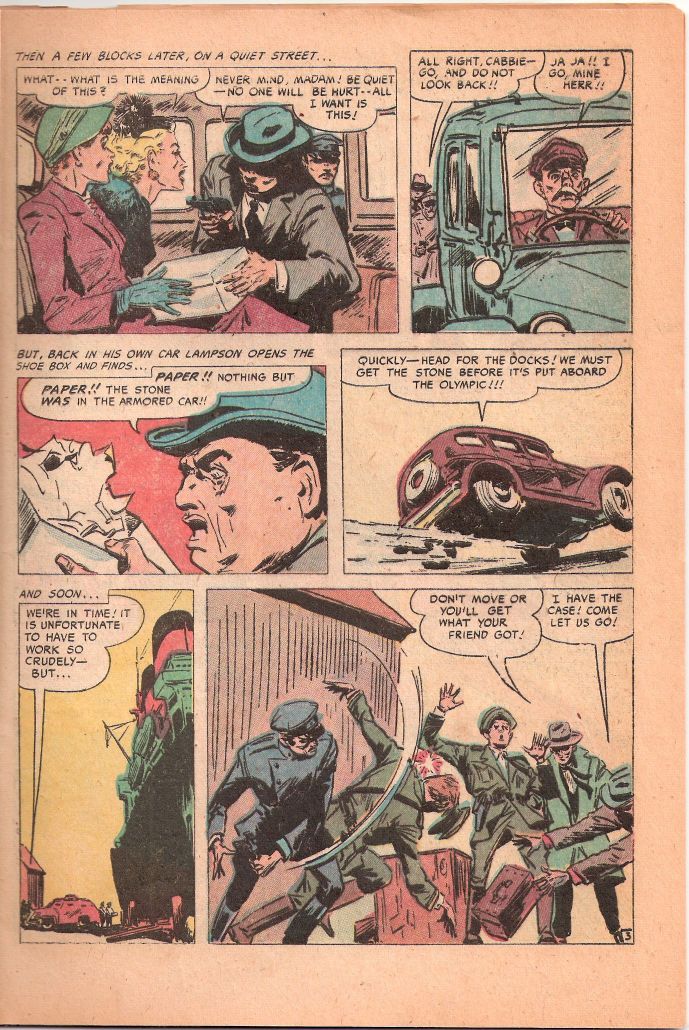 THEN A FEW BLOCKS LATER, ON A QUIET STREET...
WHAT-- WHAT IS THE MEANING
OF THIS?
NEVER MIND, MADAM! BE QUIET
—NO ONE WILL BE HURT--ALL
I WANT IS
THIS!
ALL RIGHT, CABBIE—
GO, AND DO NOT
LOOK BACK!!
JA JA!! I
GO, MINE
HERR!!
BUT, BACK IN HIS OWN CAR LAMPSON OPENS THE
SHOE BOX AND FINDS...
PAPER!! NOTHING BUT
PAPER!! THE STONE
WAS IN THE ARMORED CAR!!
QUICKLY—HEAD FOR THE DOCKS! WE MUST
GET THE STONE BEFORE IT'S PUT ABOARD
THE OLYMPIC!!!
AND SOON...
WE'RE IN TIME! IT
IS UNFORTUNATE
TO HAVE TO
WORK SO
CRUDELY—
BUT...
DON'T MOVE OR
YOU'LL GET
WHAT YOUR
FRIEND GOT!
I HAVE THE
CASE! COME
LET US GO!
3